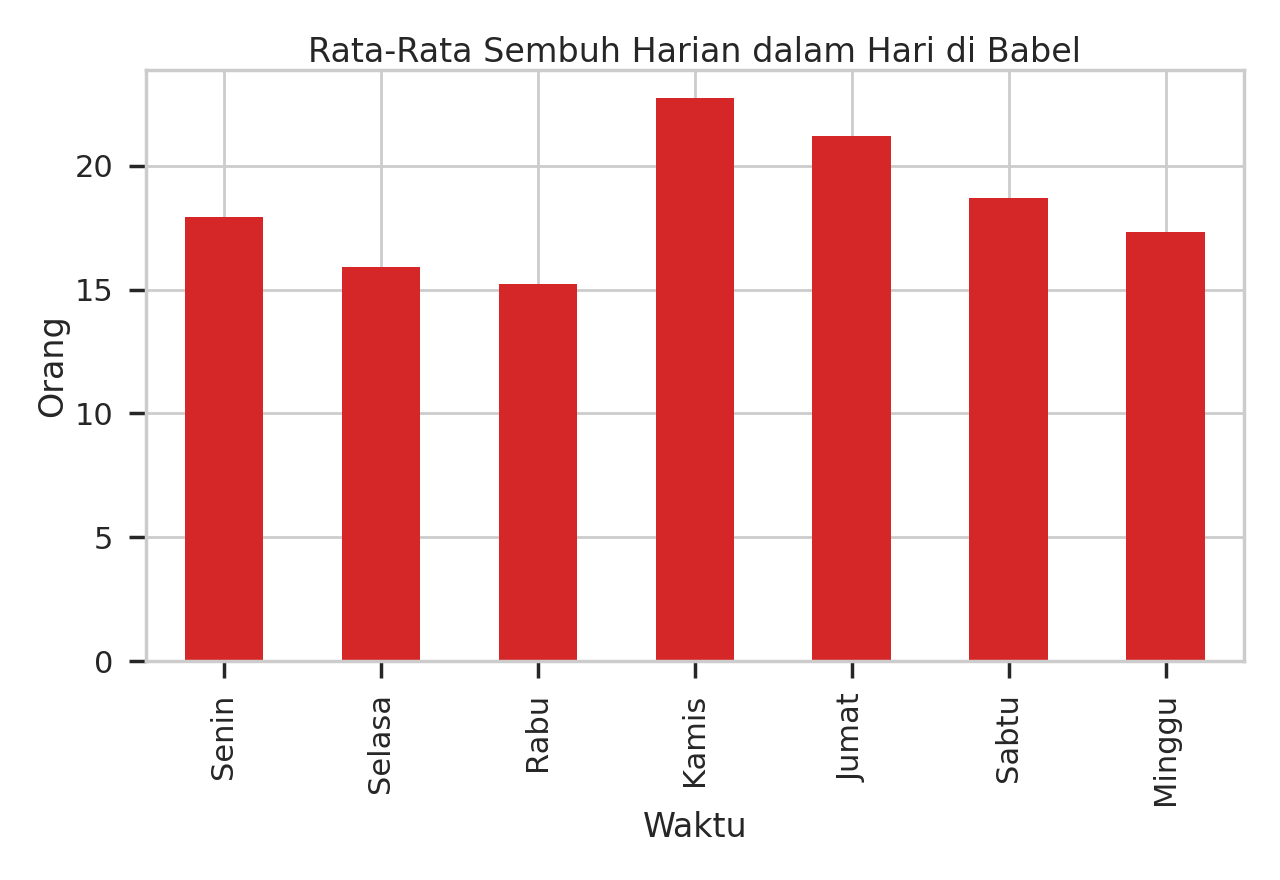 Rata-Rata Sembuh Harian dalam Hari di Babel
Orang
20
15
10
5
0
Senin
Selasa
Rabu
Kamis
Jumat
Sabtu
Minggu
Waktu